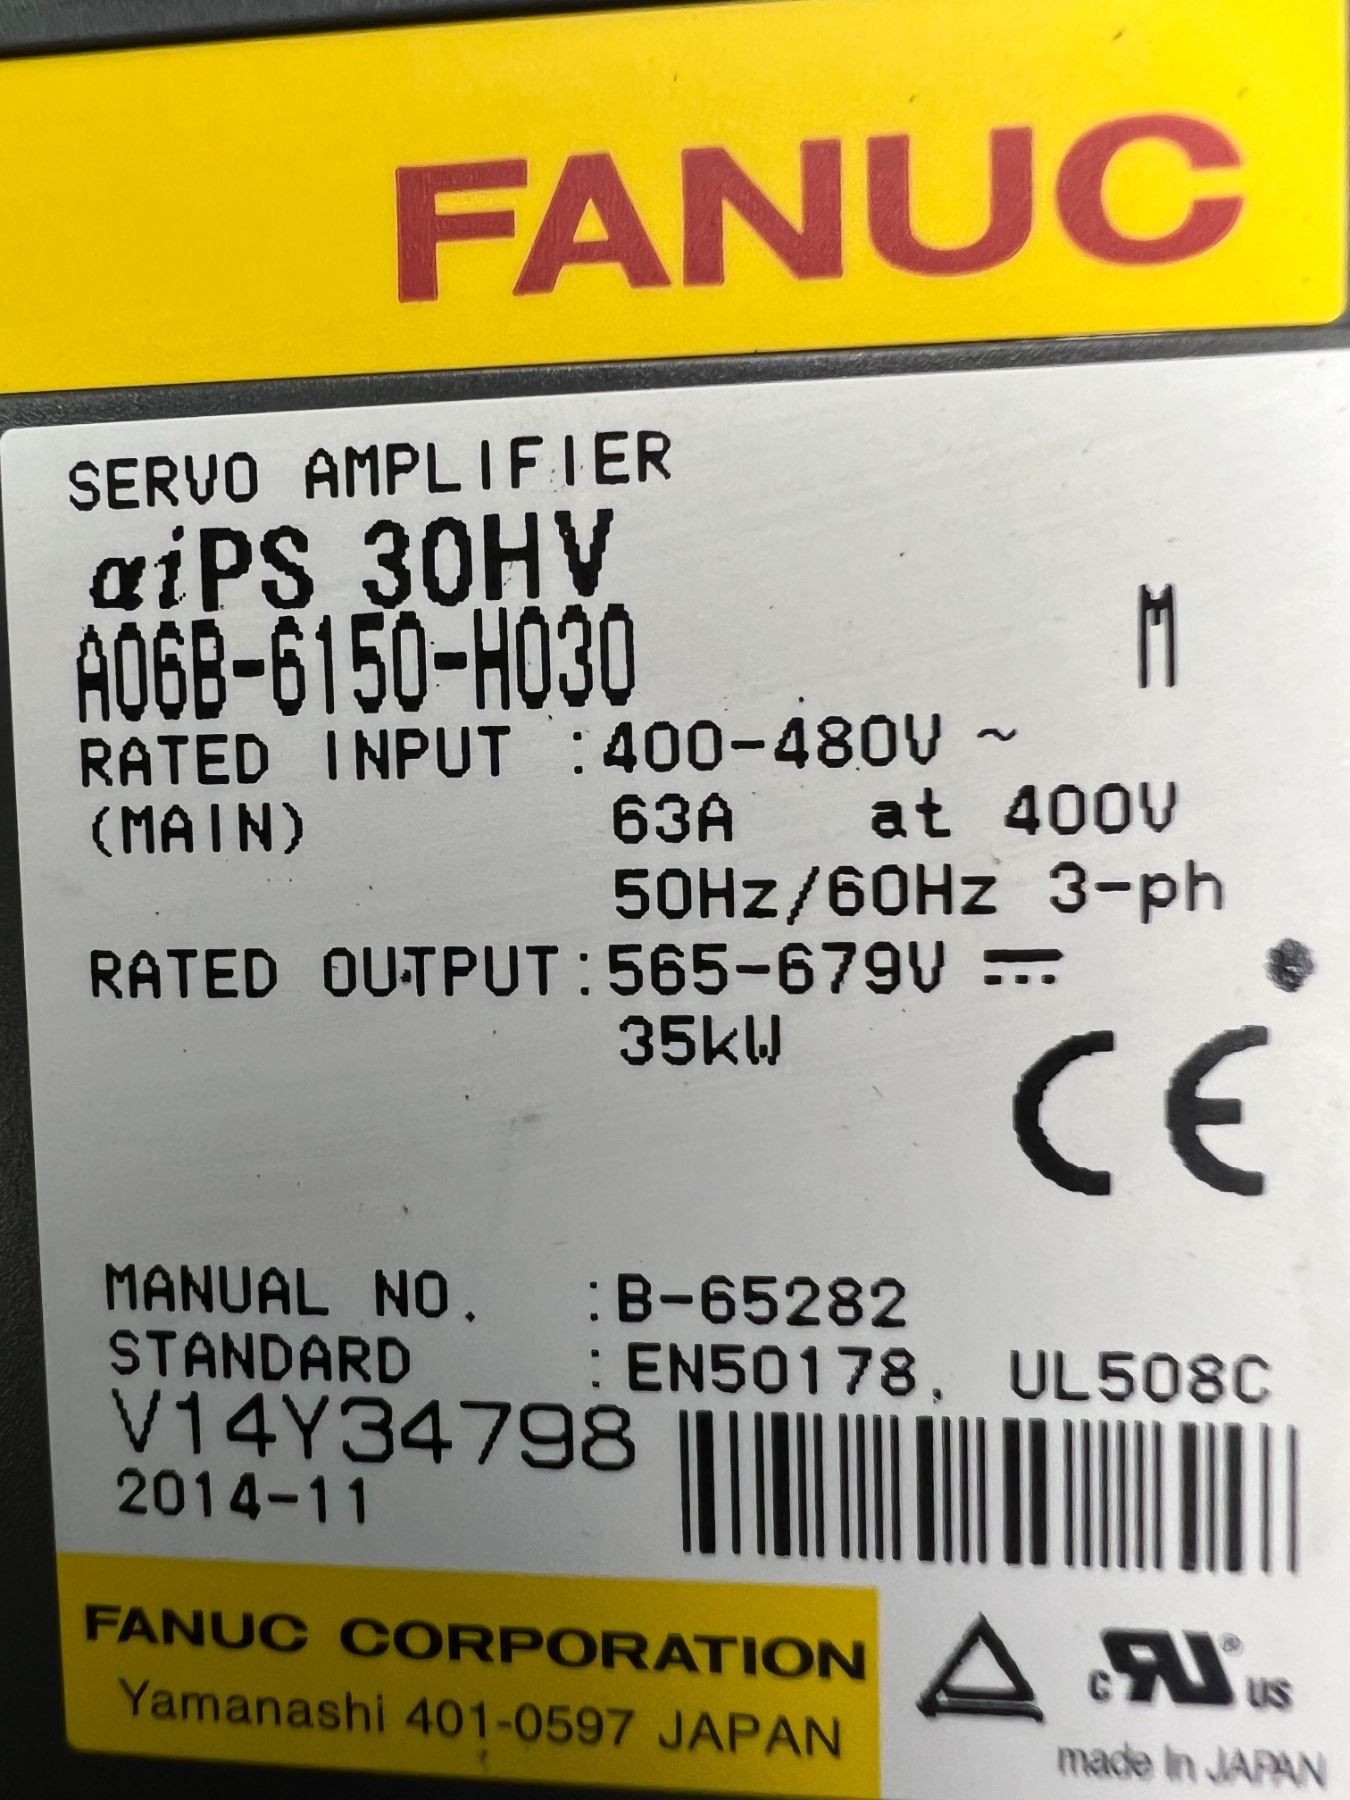 FANUC
SERVO AMPLIFIER
αiPS 30HV
A06B-6150-H030
M
RATED INPUT :400-480V ~
(MAIN) 63A at 400V
50Hz/60Hz 3-ph
RATED OUTPUT:565-679V ⎓
35kW
CE
MANUAL NO. :B-65282
STANDARD :EN50178, UL508C
V14Y34798
2014-11
FANUC CORPORATION
Yamanashi 401-0597 JAPAN
c RU ® US
made In JAPAN